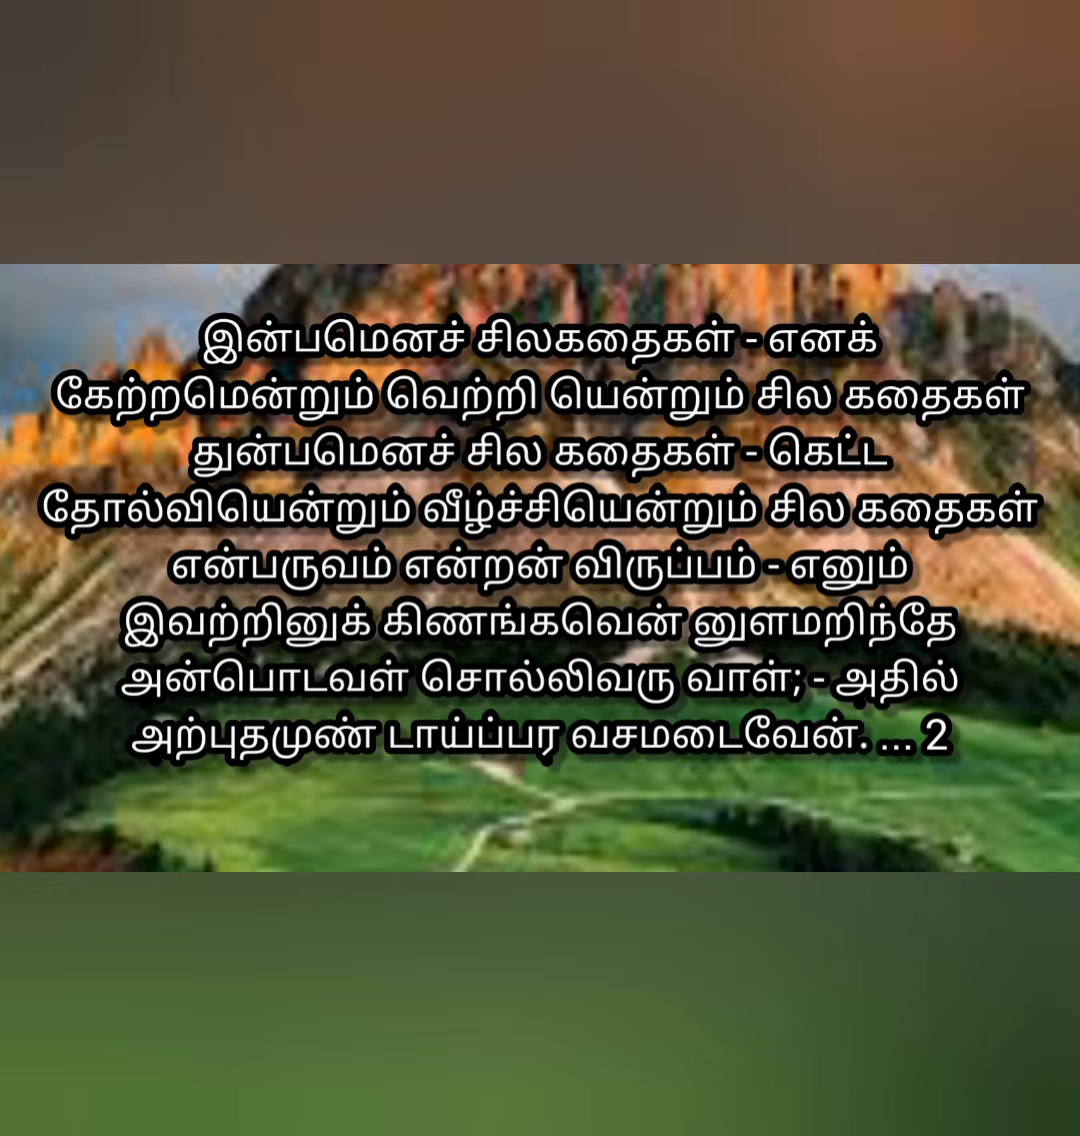 இன்பமெனச் சிலகதைகள் - எனக்
கேற்றமென்றும் வெற்றி யென்றும் சில கதைகள்
துன்பமெனச் சில கதைகள் - கெட்ட
தோல்வியென்றும் வீழ்ச்சியென்றும் சில கதைகள்
என்பருவம் என்றன் விருப்பம் - எனும்
இவற்றினுக் கிணங்கவென் னுளமறிந்தே
அன்பொடவள் சொல்லிவரு வாள்; - அதில்
அற்புதமுண் டாய்ப்பர வசமடைவேன். ... 2